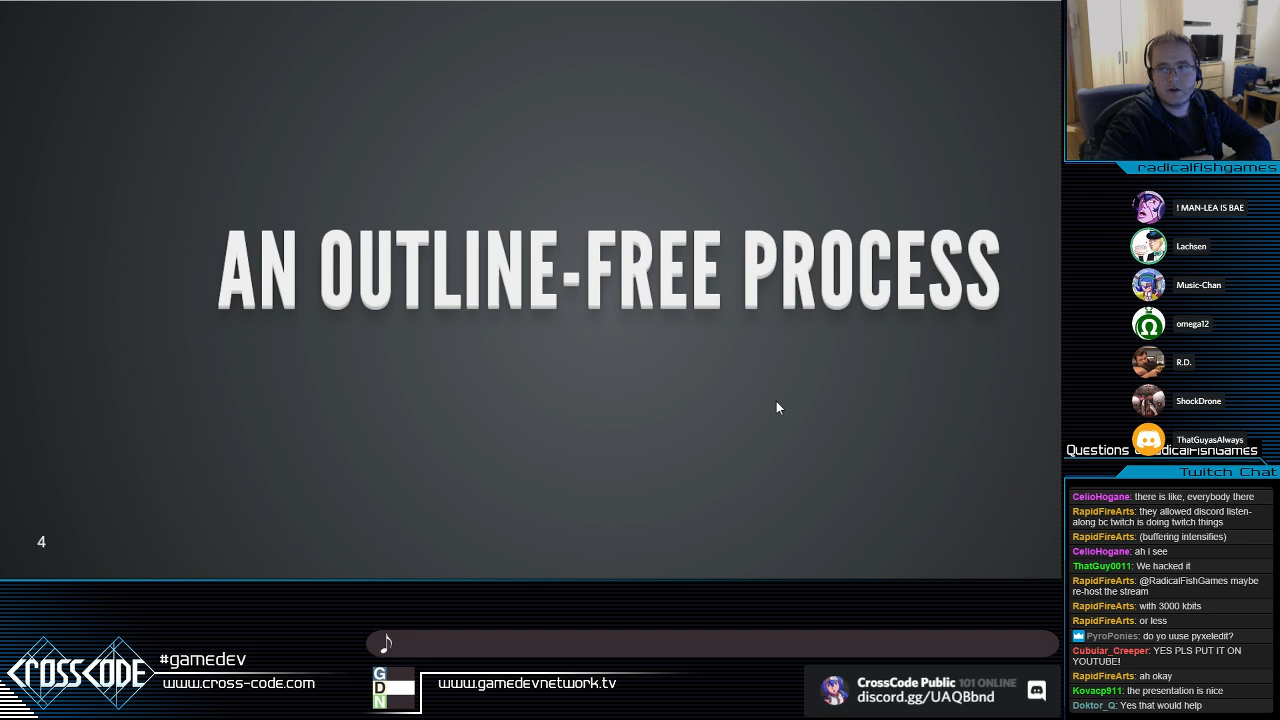 AN OUTLINE-FREE PROCESS
4
radicalfishgames
! MAN-LEA IS BAE
Lachsen
Music-Chan
omega12
R.D.
ShockDrone
ThatGuyasAlways
Questions
dicalFishGames
Twitch Chat
CelioHogane: there is like, everybody there
RapidFireArts: they allowed discord listen-
along bc twitch is doing twitch things
RapidFireArts: (buffering intensifies)
CelioHogane: ah i see
ThatGuy0011: We hacked it
RapidFireArts: @RadicalFishGames maybe
re-host the stream
RapidFireArts: with 3000 kbits
RapidFireArts: or less
PyroPonies: do yo uuse pyxeledit?
Cubular_Creeper: YES PLS PUT IT ON
YOUTUBE!
RapidFireArts: ah okay
Kovacp911: the presentation is nice
Doktor_Q: Yes that would help
CROSSCODE
#gamedev
www.cross-code.com
G
D
N
www.gamedevnetwork.tv
CrossCode Public 101 ONLINE
discord.gg/UAQBbnd